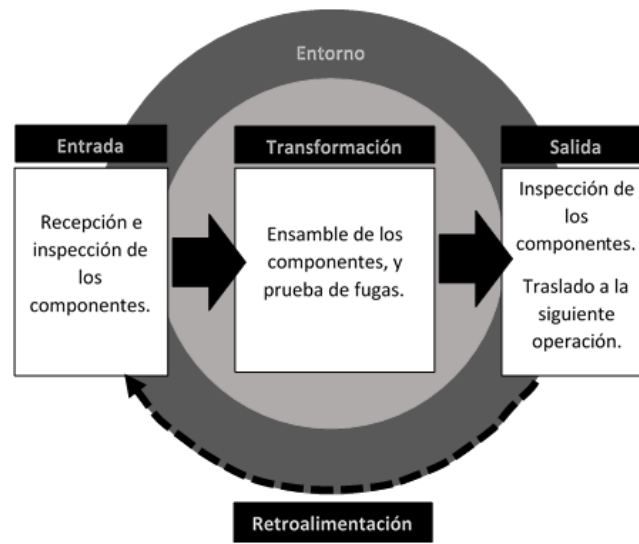 Entorno
Entrada
Recepción e
inspección de
los
componentes.
Transformación
Ensamble de los
componentes, y
prueba de fugas.
Salida
Inspección de
los
componentes.
Traslado a la
siguiente
operación.
Retroalimentación